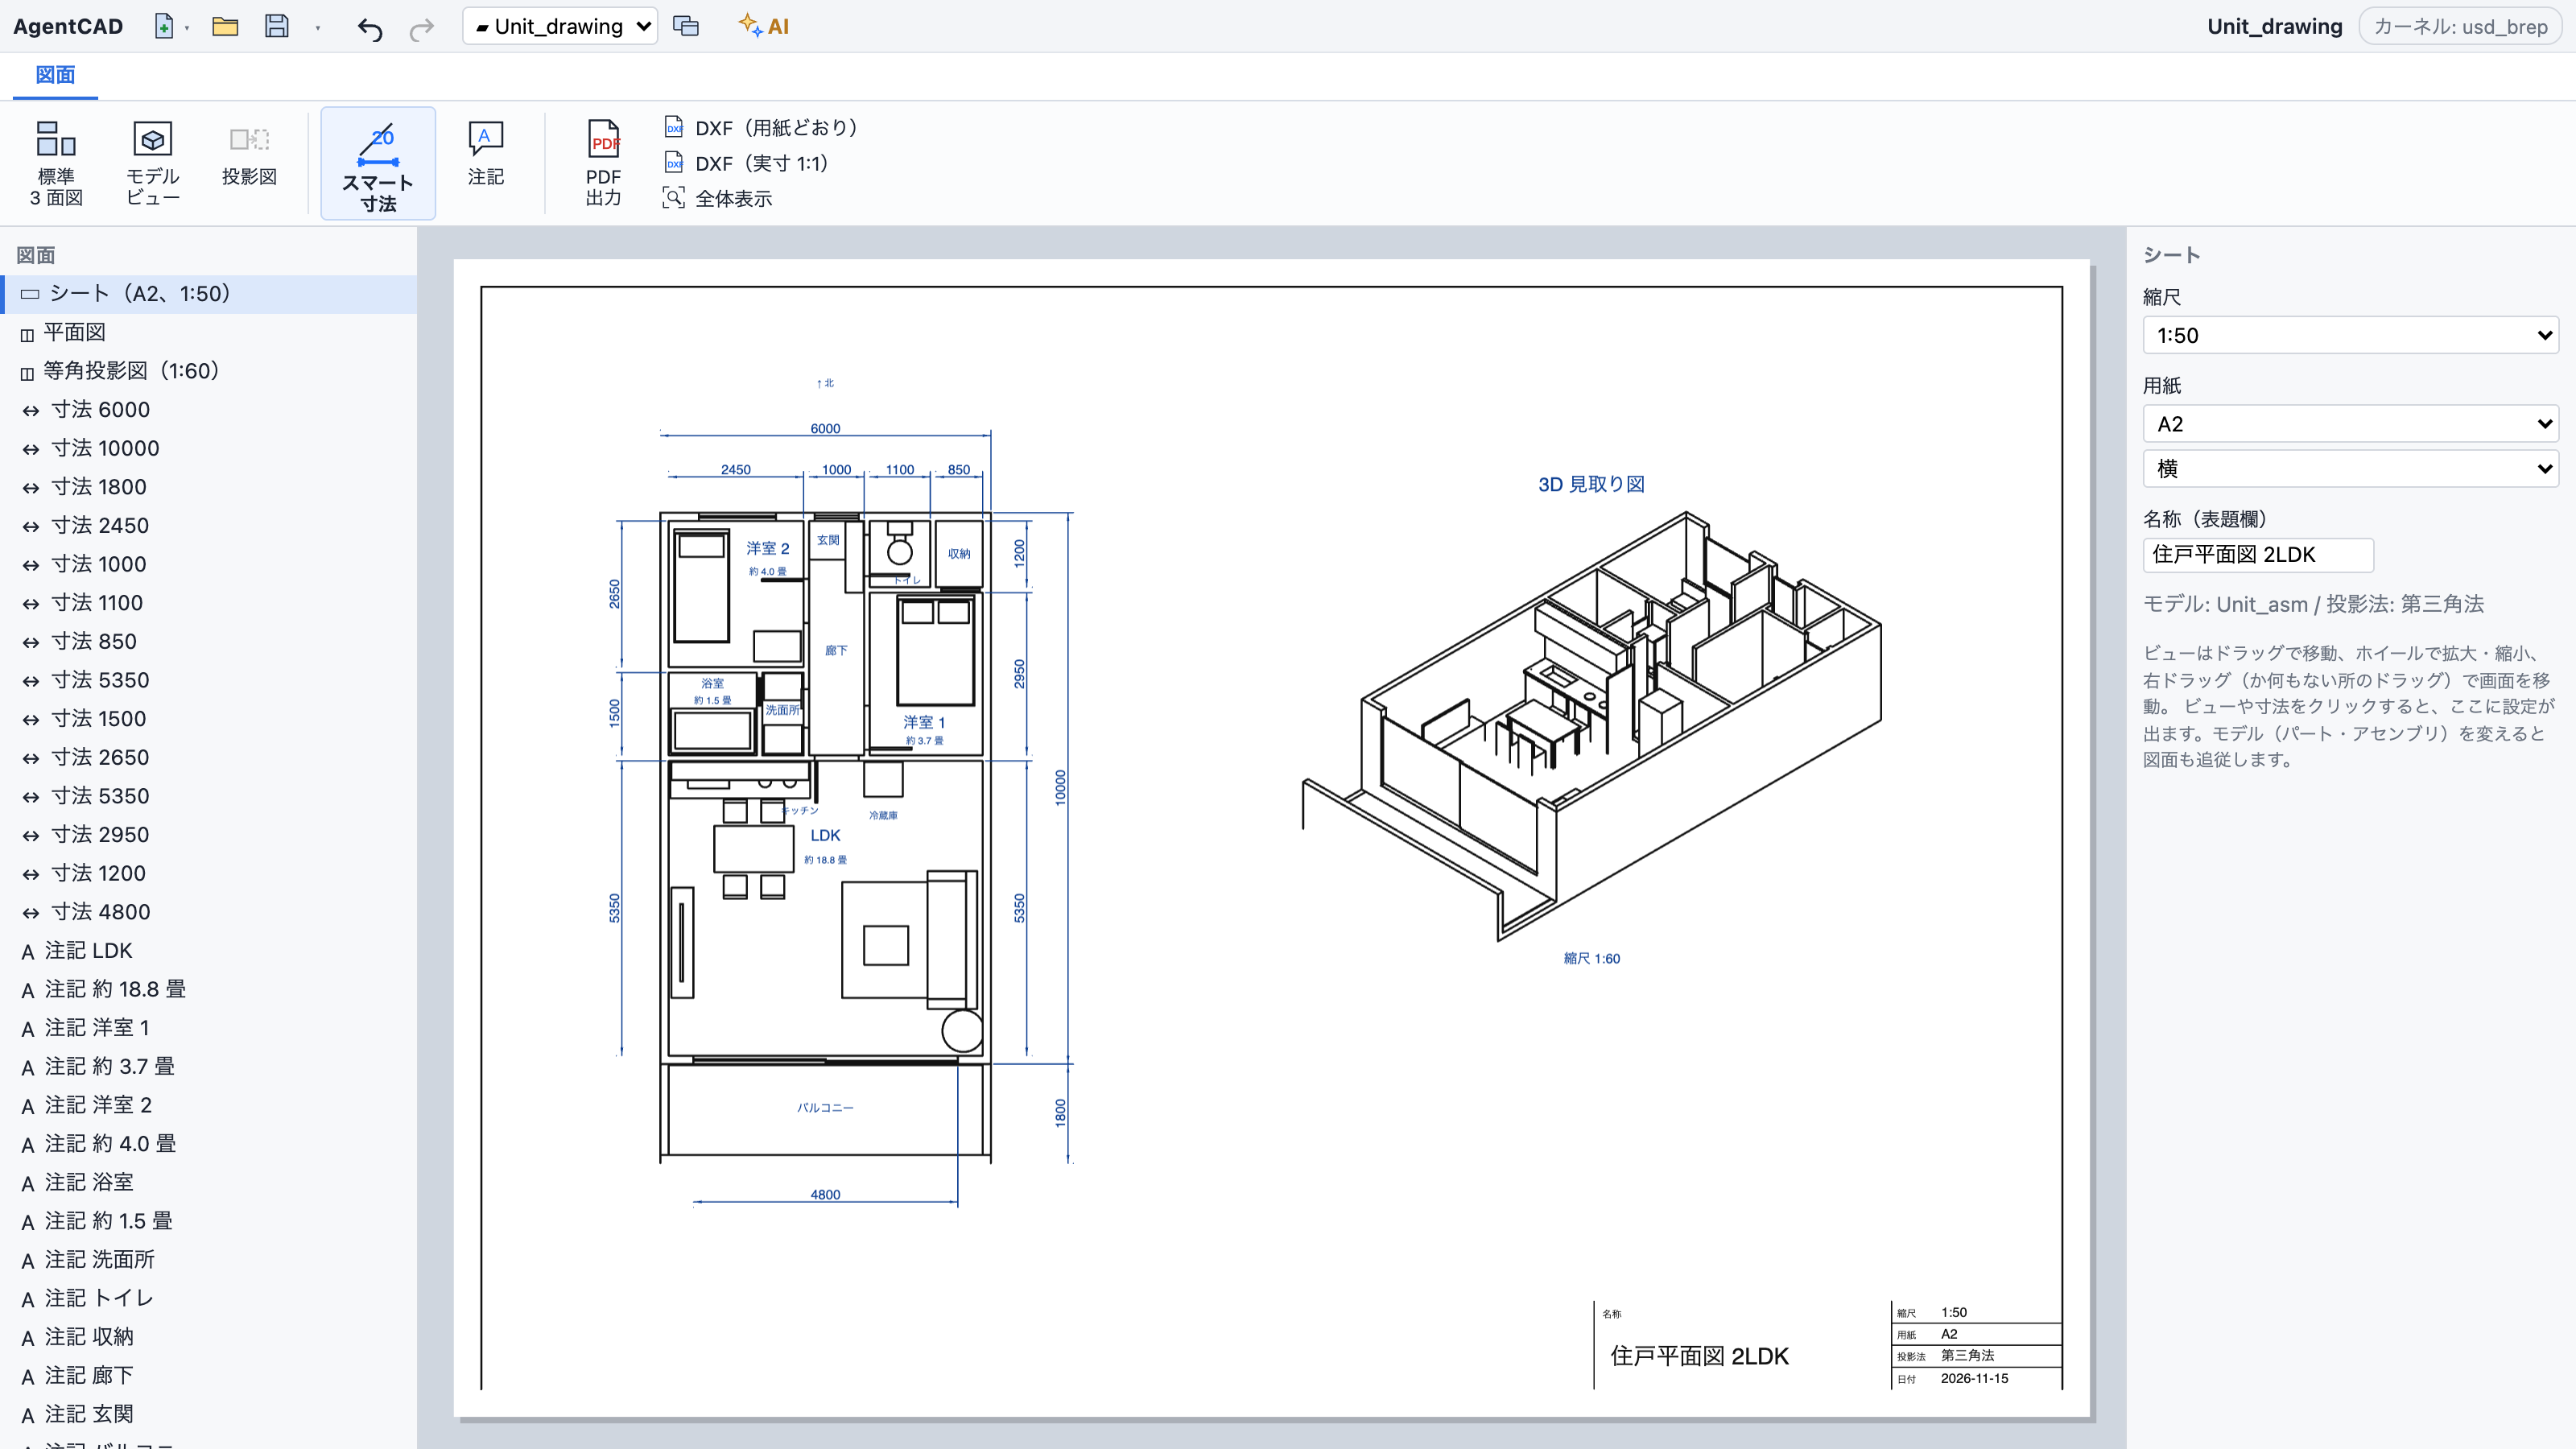 AgentCAD
Unit_drawing
AI
Unit_drawing
カーネル: usd_brep
図面
標準
3 面図
モデル
ビュー
投影図
20
スマート
寸法
A
注記
PDF
PDF
出力
DXF DXF（用紙どおり）
DXF DXF（実寸 1:1）
全体表示
図面
シート（A2、1:50）
平面図
等角投影図（1:60）
寸法 6000
寸法 10000
寸法 1800
寸法 2450
寸法 1000
寸法 1100
寸法 850
寸法 5350
寸法 1500
寸法 2650
寸法 5350
寸法 2950
寸法 1200
寸法 4800
A 注記 LDK
A 注記 約 18.8 畳
A 注記 洋室 1
A 注記 約 3.7 畳
A 注記 洋室 2
A 注記 約 4.0 畳
A 注記 浴室
A 注記 約 1.5 畳
A 注記 洗面所
A 注記 トイレ
A 注記 収納
A 注記 廊下
A 注記 玄関
↑北
6000
2450
1000
1100
850
洋室 2
約 4.0 畳
玄関
トイレ
収納
1200
2650
廊下
2950
浴室
約 1.5 畳
洗面所
1500
洋室 1
約 3.7 畳
10000
キッチン
冷蔵庫
LDK
約 18.8 畳
5350
5350
バルコニー
1800
4800
3D 見取り図
縮尺 1:60
名称
住戸平面図 2LDK
縮尺 1:50
用紙 A2
投影法 第三角法
日付 2026-11-15
シート
縮尺
1:50
用紙
A2
横
名称（表題欄）
住戸平面図 2LDK
モデル: Unit_asm / 投影法: 第三角法
ビューはドラッグで移動、ホイールで拡大・縮小、
右ドラッグ（か何もない所のドラッグ）で画面を移
動。 ビューや寸法をクリックすると、ここに設定が
出ます。モデル（パート・アセンブリ）を変えると
図面も追従します。